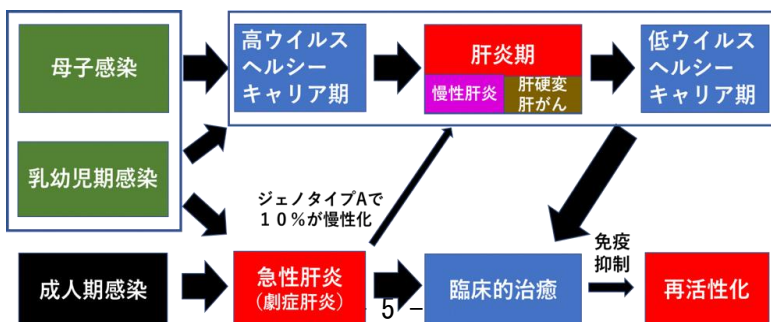 母子感染
高ウイルス
ヘルシー
キャリア期
肝炎期
慢性肝炎
肝硬変
肝がん
低ウイルス
ヘルシー
キャリア期
乳幼児期感染
ジェノタイプAで
１０％が慢性化
成人期感染
急性肝炎
(劇症肝炎)
臨床的治癒
免疫
抑制
再活性化
5 -